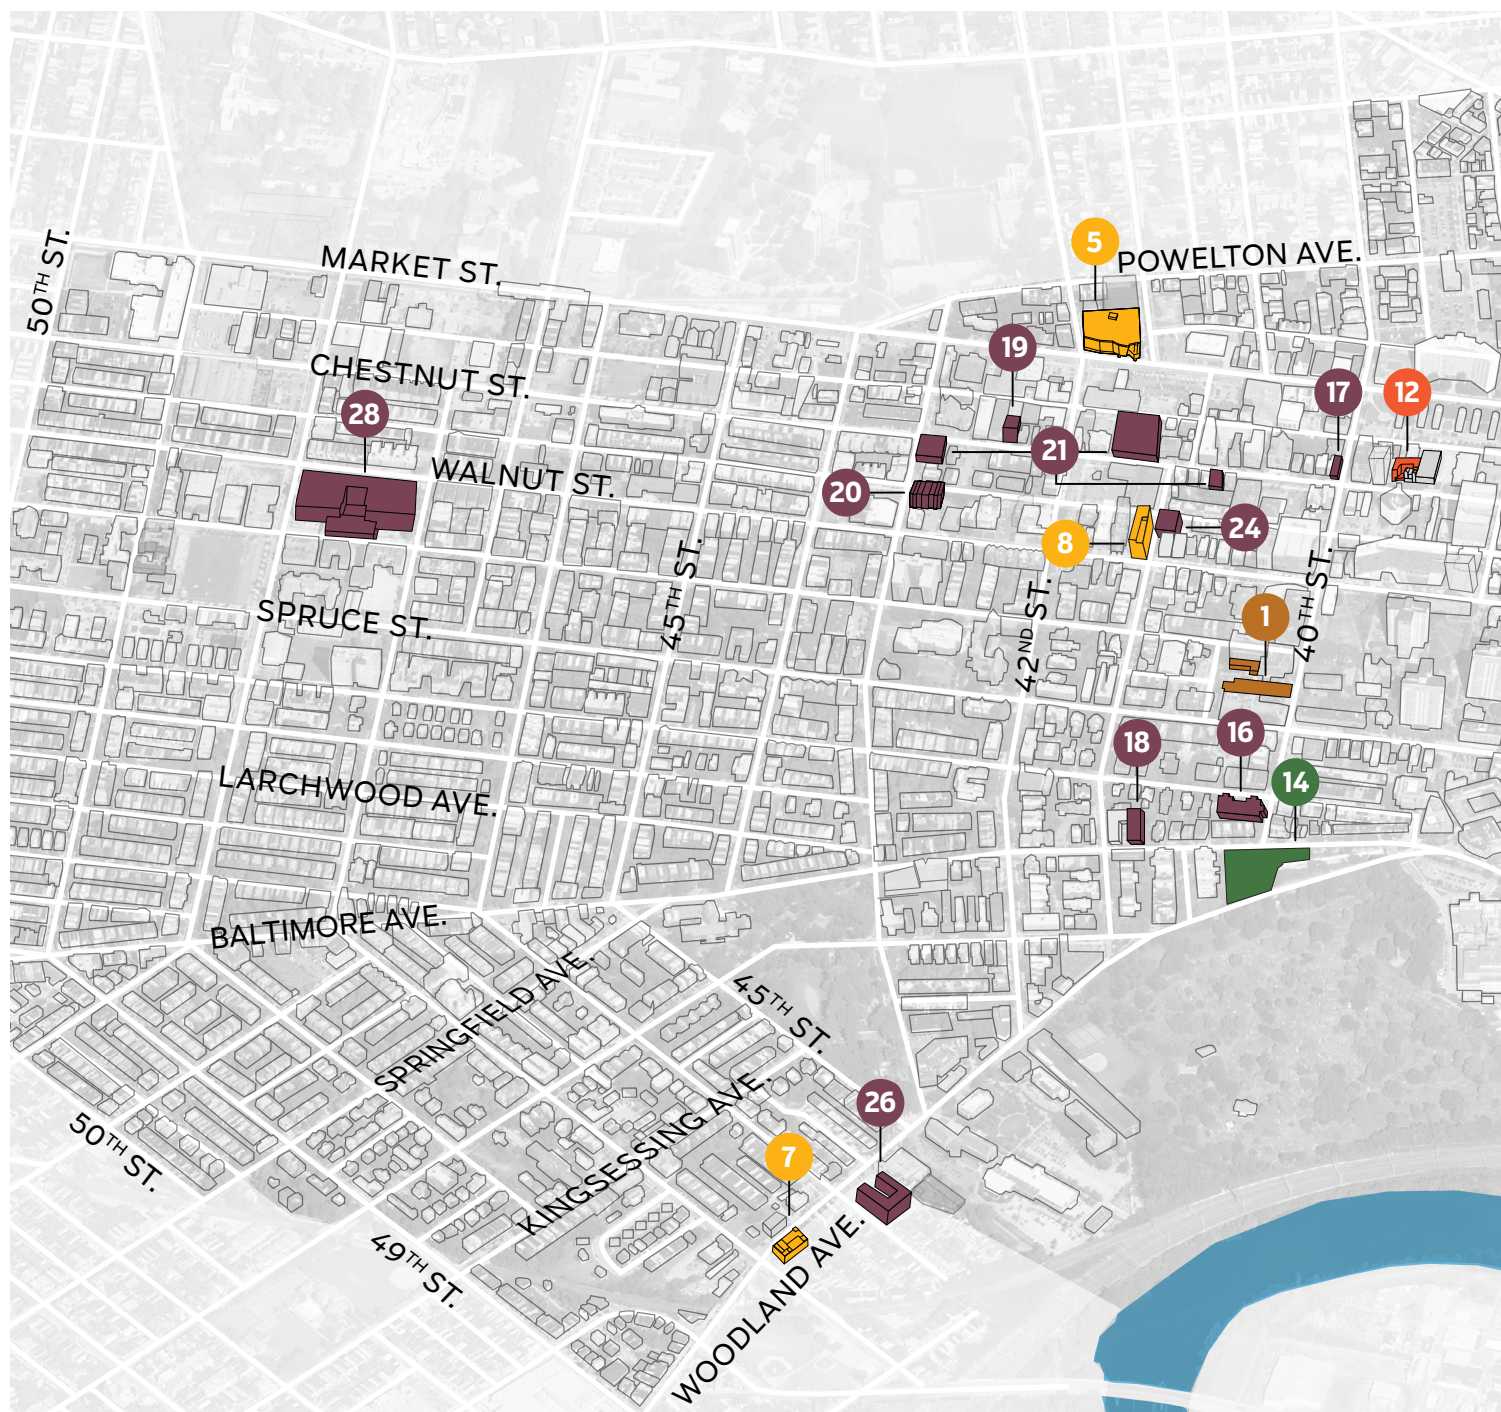 50TH ST.
MARKET ST.
5
POWELTON AVE.
19
CHESTNUT ST.
28
17
12
21
WALNUT ST.
20
24
8
45TH ST.
42ND ST.
40TH ST.
1
SPRUCE ST.
18
16
14
LARCHWOOD AVE.
BALTIMORE AVE.
SPRINGFIELD AVE.
45TH ST.
KINGSESSING AVE.
26
50TH ST.
7
49TH ST.
WOODLAND AVE.